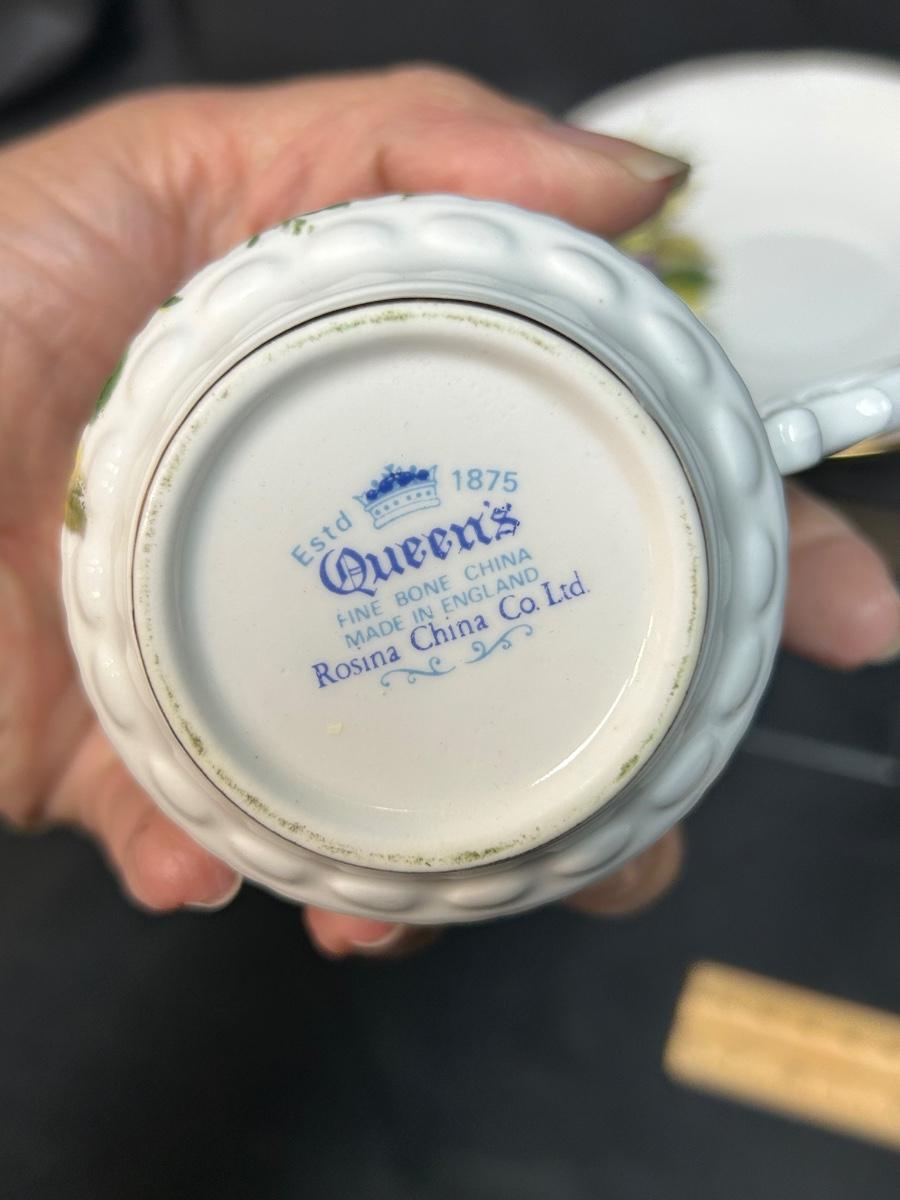 Estd 1875
Queen's
FINE BONE CHINA
MADE IN ENGLAND
Rosina China Co. Ltd.